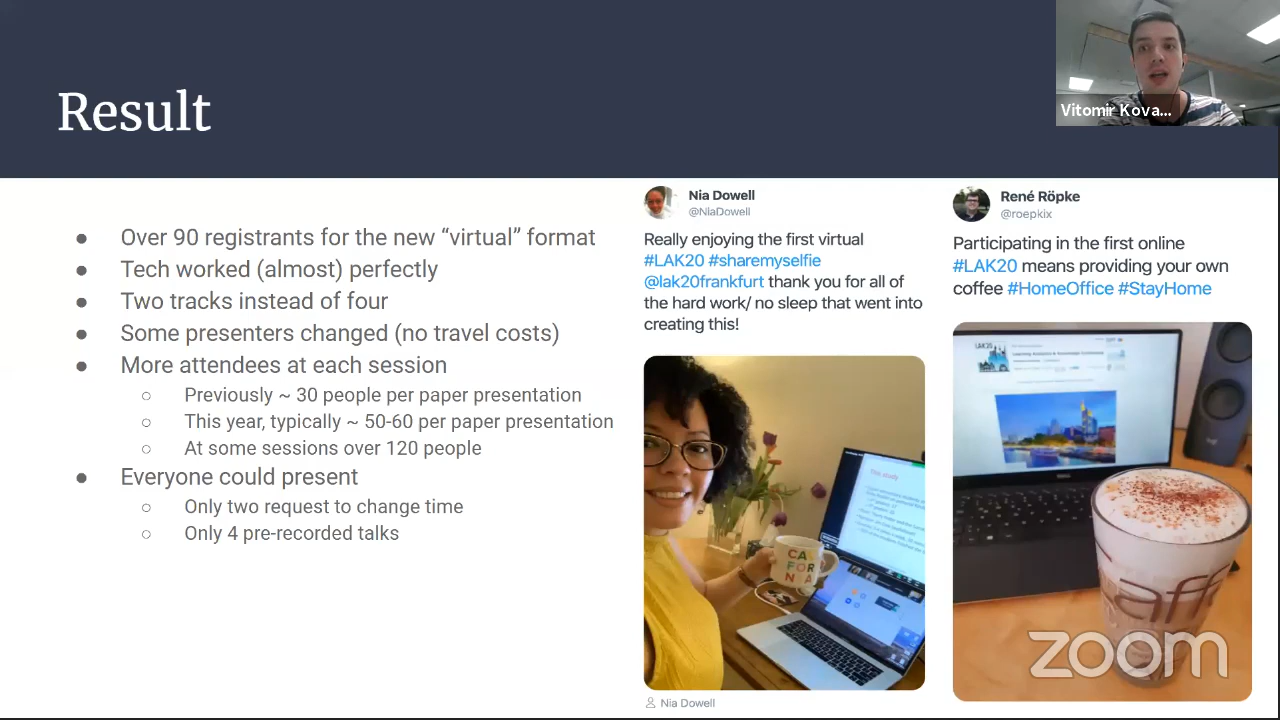 Result
Vitomir Kova...
Over 90 registrants for the new “virtual” format
Tech worked (almost) perfectly
Two tracks instead of four
Some presenters changed (no travel costs)
More attendees at each session
Previously ~ 30 people per paper presentation
This year, typically ~ 50-60 per paper presentation
At some sessions over 120 people
Everyone could present
Only two request to change time
Only 4 pre-recorded talks
Nia Dowell
@NiaDowell
Really enjoying the first virtual
#LAK20 #sharemyselfie
@lak20frankfurt thank you for all of
the hard work/ no sleep that went into
creating this!
CA
FOR
NA
Nia Dowell
René Röpke
@roepkix
Participating in the first online
#LAK20 means providing your own
coffee #HomeOffice #StayHome
zoom